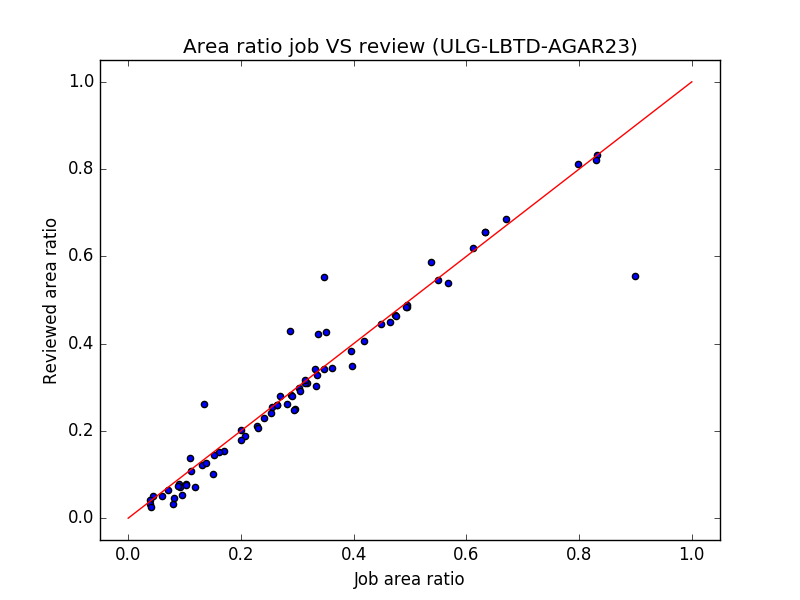 Area ratio job VS review (ULG-LBTD-AGAR23)
1.0
0.8
0.6
0.4
0.2
0.0
Reviewed area ratio
0.0 0.2 0.4 0.6 0.8 1.0
Job area ratio